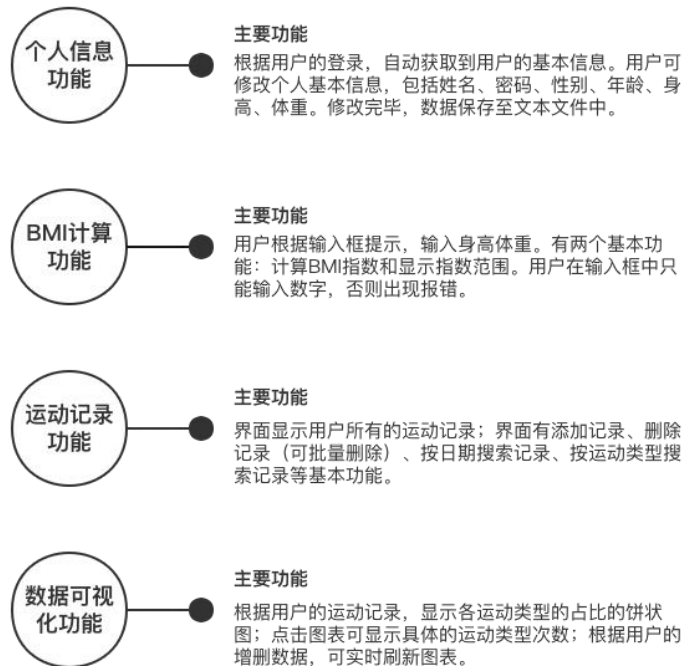 个人信息
功能
主要功能
根据用户的登录，自动获取到用户的基本信息。用户可
修改个人基本信息，包括姓名、密码、性别、年龄、身
高、体重。修改完毕，数据保存至文本文件中。
BMI计算
功能
主要功能
用户根据输入框提示，输入身高体重。有两个基本功
能：计算BMI指数和显示指数范围。用户在输入框中只
能输入数字，否则出现报错。
运动记录
功能
主要功能
界面显示用户所有的运动记录；界面有添加记录、删除
记录（可批量删除）、按日期搜索记录、按运动类型搜
索记录等基本功能。
数据可视
化功能
主要功能
根据用户的运动记录，显示各运动类型的占比的饼状
图；点击图表可显示具体的运动类型次数；根据用户的
增删数据，可实时刷新图表。